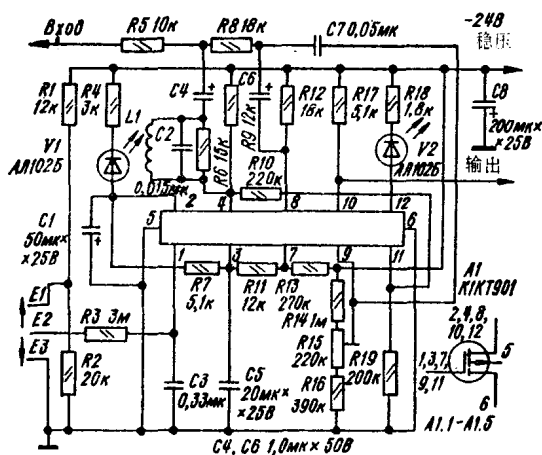 Вход
R5 10к
R8 18к
C7 0,05мк
-24В
稳压
R1
12к
R4
3к
C4
C6
R9 12к
R12
18к
R17
5,1к
R18
1,8к
C8
200мк×
×25В
V1
АЛ102Б
L1
C2
R6 15к
R10
220к
V2
АЛ102Б
输出
0,015мк
2
4
8
10
12
5
6
C1
50мк×
×25В
1
3
7
9
11
R7
5,1к
R11
12к
R13
270к
A1
К1КТ901
E1
E2
E3
R3 3м
R14 1м
R15
220к
R16
390к
R19
200к
2,4,8,
10,12
1,3,7,
9,11
5
6
R2
20к
C3
0,33мк
C5
20мк×
×25В
A1.1-A1.5
C4, C6 1,0мк×50В